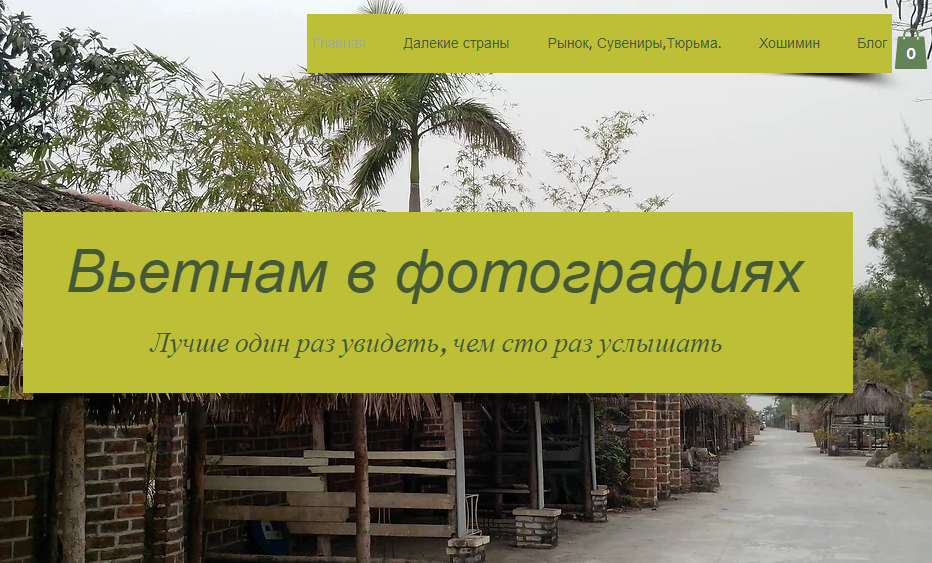 Главная Далекие страны Рынок, Сувениры,Тюрьма. Хошимин Блог
0
Вьетнам в фотографиях
Лучше один раз увидеть, чем сто раз услышать